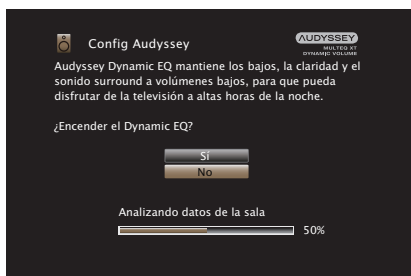 Config Audyssey
AUDYSSEY
MULTEQ XT
DYNAMIC VOLUME
Audyssey Dynamic EQ mantiene los bajos, la claridad y el
sonido surround a volúmenes bajos, para que pueda
disfrutar de la televisión a altas horas de la noche.
¿Encender el Dynamic EQ?
Sí
No
Analizando datos de la sala
50%